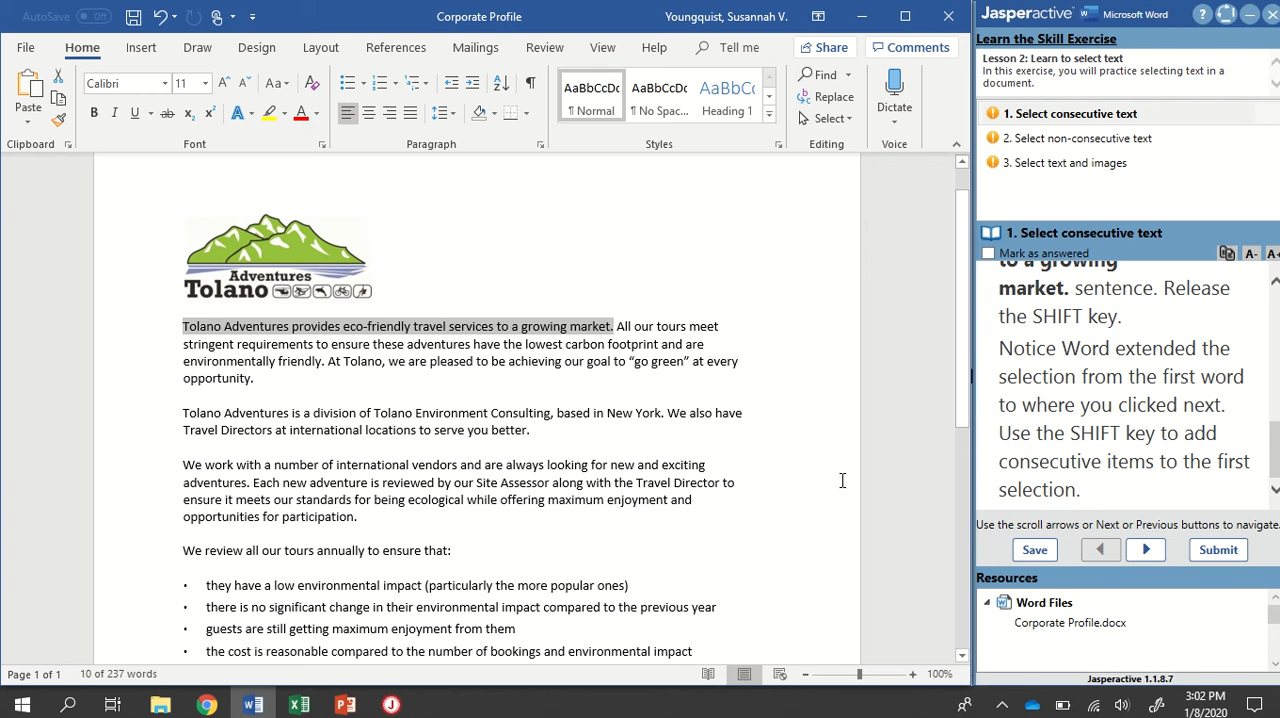 AutoSave Off
Corporate Profile
Youngquist, Susannah V.
File Home Insert Draw Design Layout References Mailings Review View Help Tell me Share Comments
Calibri 11 Aa
Find
Replace
Select
Paste
B I U ab x₂ x² A A
AaBbCcDc AaBbCcDc AaBbCc
¶ Normal ¶ No Spac... Heading 1
Dictate
Clipboard Font Paragraph Styles Editing Voice
Adventures
Tolano
Tolano Adventures provides eco-friendly travel services to a growing market. All our tours meet
stringent requirements to ensure these adventures have the lowest carbon footprint and are
environmentally friendly. At Tolano, we are pleased to be achieving our goal to “go green” at every
opportunity.
Tolano Adventures is a division of Tolano Environment Consulting, based in New York. We also have
Travel Directors at international locations to serve you better.
We work with a number of international vendors and are always looking for new and exciting
adventures. Each new adventure is reviewed by our Site Assessor along with the Travel Director to
ensure it meets our standards for being ecological while offering maximum enjoyment and
opportunities for participation.
We review all our tours annually to ensure that:
• they have a low environmental impact (particularly the more popular ones)
• there is no significant change in their environmental impact compared to the previous year
• guests are still getting maximum enjoyment from them
• the cost is reasonable compared to the number of bookings and environmental impact
Page 1 of 1 10 of 237 words 100%
Jasperactive Microsoft Word
Learn the Skill Exercise
Lesson 2: Learn to select text
In this exercise, you will practice selecting text in a
document.
1. Select consecutive text
2. Select non-consecutive text
3. Select text and images
1. Select consecutive text
Mark as answered A- A+
to a growing
market. sentence. Release
the SHIFT key.
Notice Word extended the
selection from the first word
to where you clicked next.
Use the SHIFT key to add
consecutive items to the first
selection.
Use the scroll arrows or Next or Previous buttons to navigate.
Save Submit
Resources
Word Files
Corporate Profile.docx
Jasperactive 1.1.8.7
3:02 PM
1/8/2020